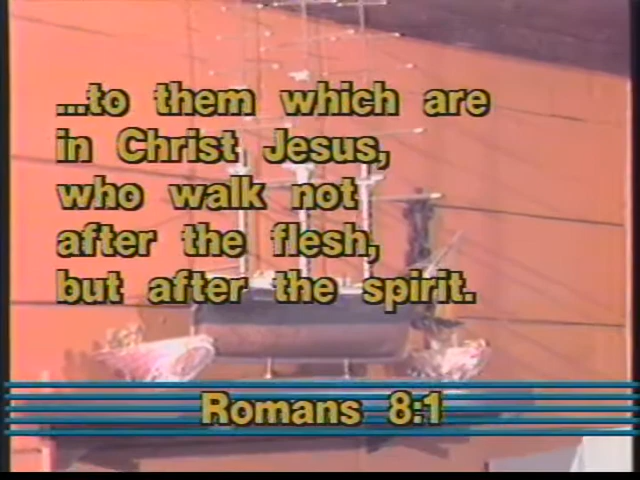 ...to them which are
in Christ Jesus,
who walk not
after the flesh,
but after the spirit.
Romans 8:1